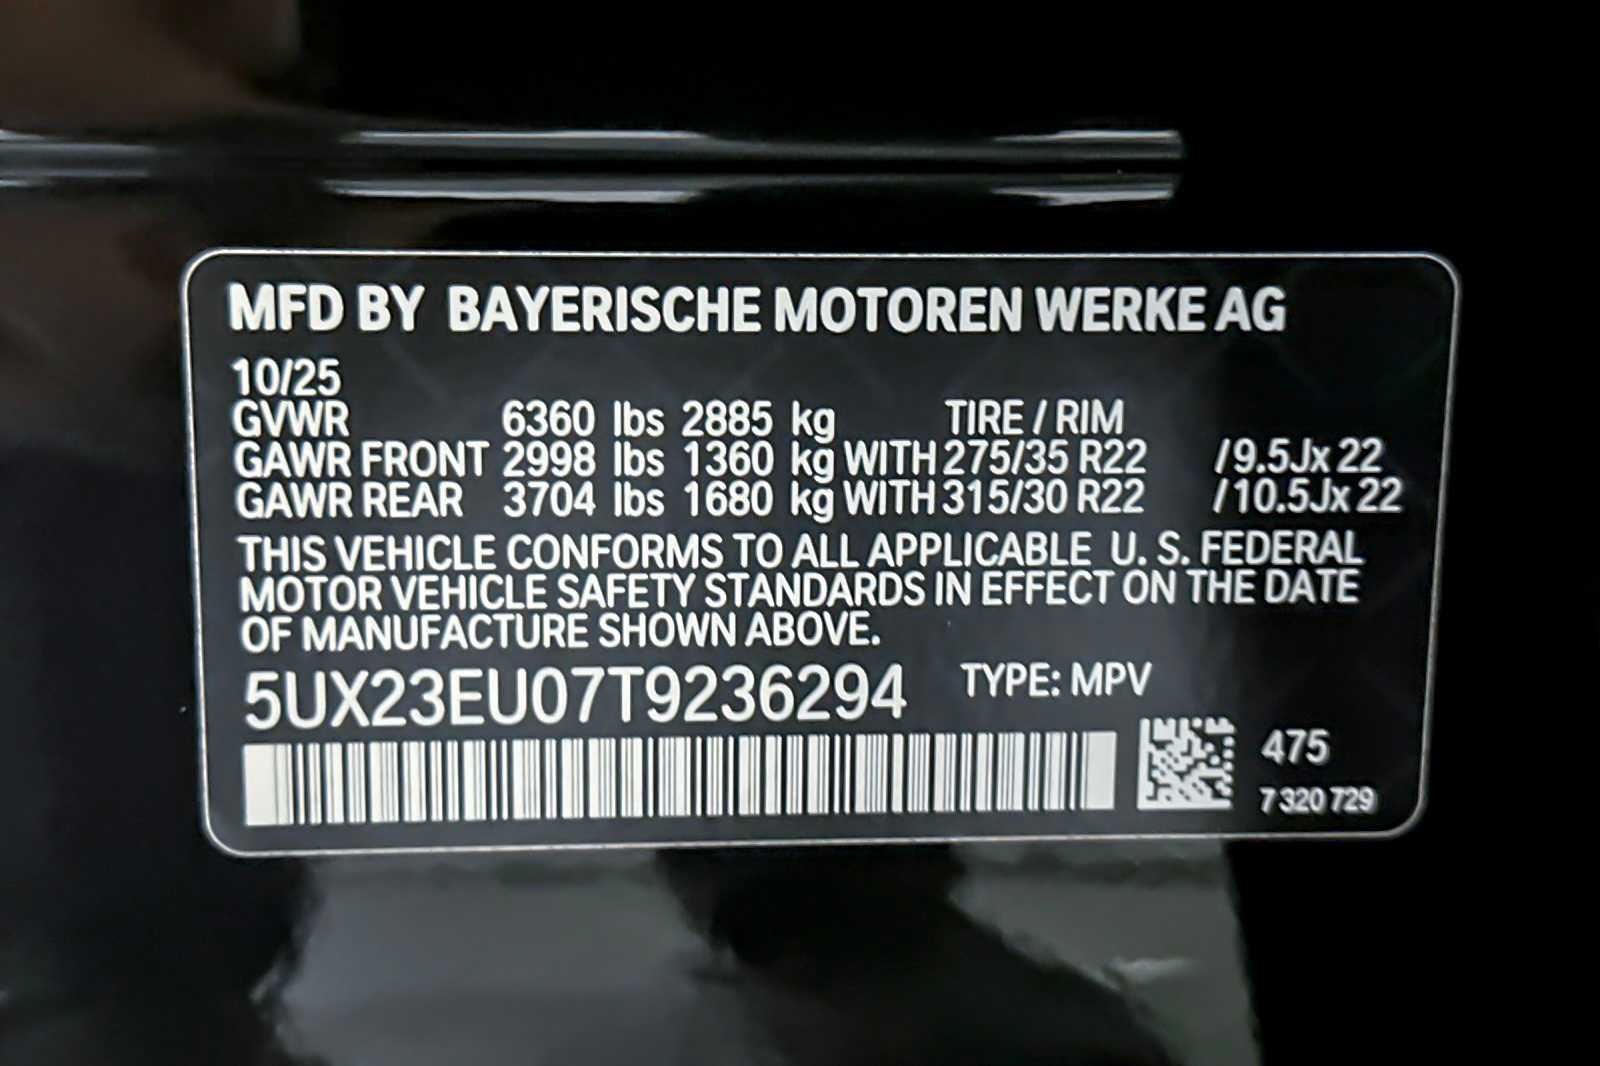 MFD BY BAYERISCHE MOTOREN WERKE AG
10/25
GVWR 6360 lbs 2885 kg TIRE / RIM
GAWR FRONT 2998 lbs 1360 kg WITH 275/35 R22 /9.5Jx 22
GAWR REAR 3704 lbs 1680 kg WITH 315/30 R22 /10.5Jx 22
THIS VEHICLE CONFORMS TO ALL APPLICABLE U. S. FEDERAL
MOTOR VEHICLE SAFETY STANDARDS IN EFFECT ON THE DATE
OF MANUFACTURE SHOWN ABOVE.
5UX23EU07T9236294 TYPE: MPV
475
7 320 729